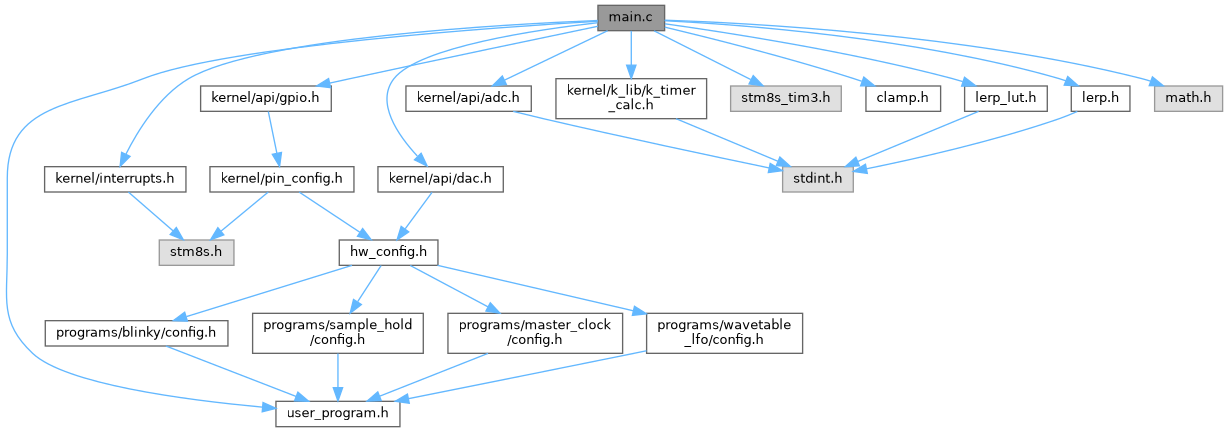 main.c
kernel/api/gpio.h
kernel/api/adc.h
kernel/k_lib/k_timer
_calc.h
stm8s_tim3.h
clamp.h
lerp_lut.h
lerp.h
math.h
kernel/interrupts.h
kernel/pin_config.h
kernel/api/dac.h
stdint.h
stm8s.h
hw_config.h
programs/blinky/config.h
programs/sample_hold
/config.h
programs/master_clock
/config.h
programs/wavetable
_lfo/config.h
user_program.h